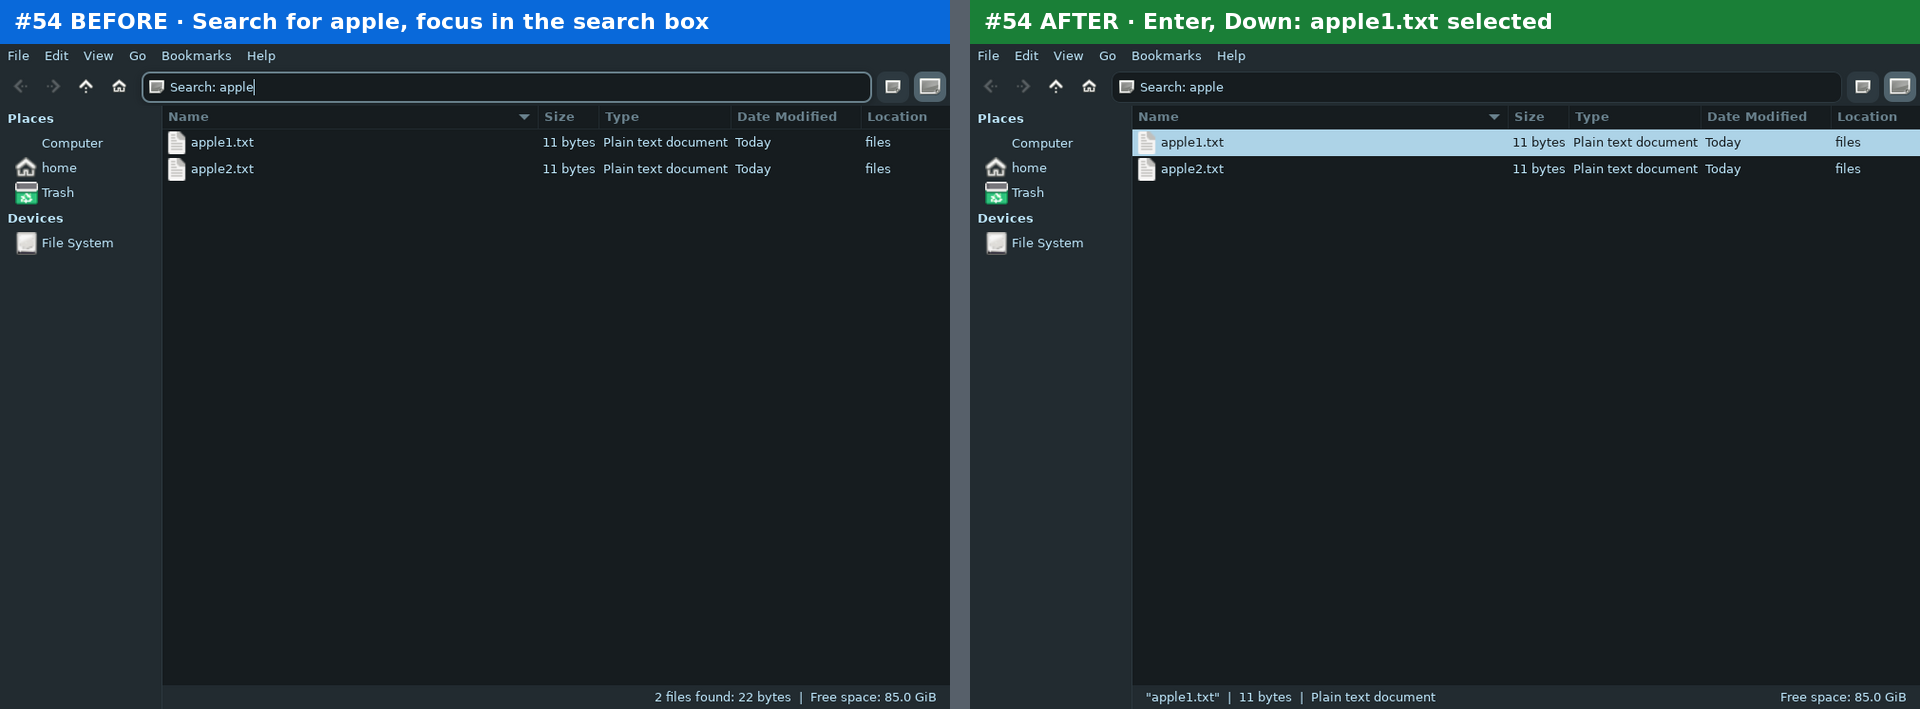 #54 BEFORE · Search for apple, focus in the search box
File Edit View Go Bookmarks Help
Search: apple
Places
Computer
home
Trash
Devices
File System
Name Size Type Date Modified Location
apple1.txt 11 bytes Plain text document Today files
apple2.txt 11 bytes Plain text document Today files
2 files found: 22 bytes | Free space: 85.0 GiB
#54 AFTER · Enter, Down: apple1.txt selected
File Edit View Go Bookmarks Help
Search: apple
Places
Computer
home
Trash
Devices
File System
Name Size Type Date Modified Location
apple1.txt 11 bytes Plain text document Today files
apple2.txt 11 bytes Plain text document Today files
"apple1.txt" | 11 bytes | Plain text document Free space: 85.0 GiB